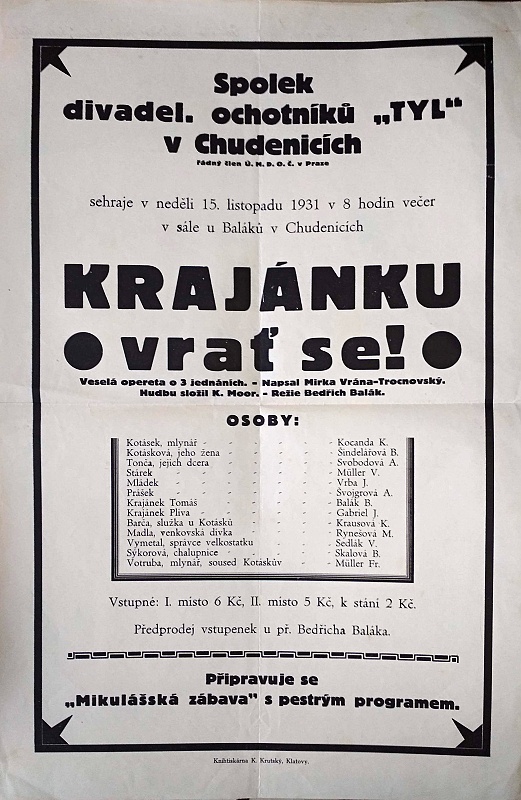 Spolek
divadel. ochotníků „TYL"
v Chudenicích
řádný člen Ú. M. D. O. Č. v Praze
sehraje v neděli 15. listopadu 1931 v 8 hodin večer
v sále u Baláků v Chudenicích
KRAJÁNKU
vrať se!
Veselá opereta o 3 jednáních. - Napsal Mirka Vrána-Trocnovský.
Hudbu složil K. Moor. - Režie Bedřich Balák.
OSOBY:
Kotásek, mlynář - - - - - - - Kocanda K.
Kotásková, jeho žena - - - - - - Šindelářová B.
Tonča, jejich dcera - - - - - - Svobodová A.
Stárek - - - - - - - - Müller V.
Mládek - - - - - - - - Vrba J.
Prášek - - - - - - - - Svojgrová A.
Krajánek Tomáš - - - - - - - Balák B.
Krajánek Pliva - - - - - - - Gabriel J.
Barča, služka u Kotásků - - - - - Krausová K.
Madla, venkovská dívka - - - - - Rynešová M.
Vymetal, správce velkostatku - - - - Sedlák V.
Sýkorová, chalupnice - - - - - - Skalová B.
Votruba, mlynář, soused Kotáskův - - - Müller Fr.
Vstupné: I. místo 6 Kč, II. místo 5 Kč, k stání 2 Kč.
Předprodej vstupenek u př. Bedřicha Baláka.
Připravuje se
„Mikulášská zábava" s pestrým programem.
Knihtiskárna K. Krutský, Klatovy.